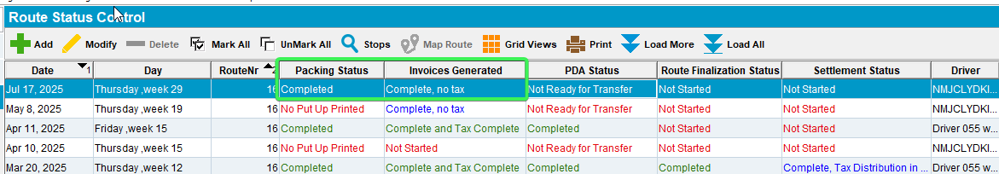 Route Status Control
Add Modify Delete Mark All UnMark All Stops Map Route Grid Views Print Load More Load All
Date 1 Day RouteNr Packing Status Invoices Generated PDA Status Route Finalization Status Settlement Status Driver
Jul 17, 2025 Thursday ,week 29 16 Completed Complete, no tax Not Ready for Transfer Not Started Not Started NMJCLYDKI...
May 8, 2025 Thursday ,week 19 16 No Put Up Printed Complete, no tax Not Ready for Transfer Not Started Not Started NMJCLYDKI...
Apr 11, 2025 Friday ,week 15 16 Completed Complete and Tax Complete Completed Not Started Not Started Driver 055 w...
Apr 10, 2025 Thursday ,week 15 16 No Put Up Printed Not Started Not Ready for Transfer Not Started Not Started NMJCLYDKI...
Mar 20, 2025 Thursday ,week 12 16 Completed Complete and Tax Complete Completed Completed Complete, Tax Distribution in ... Driver 055 w...